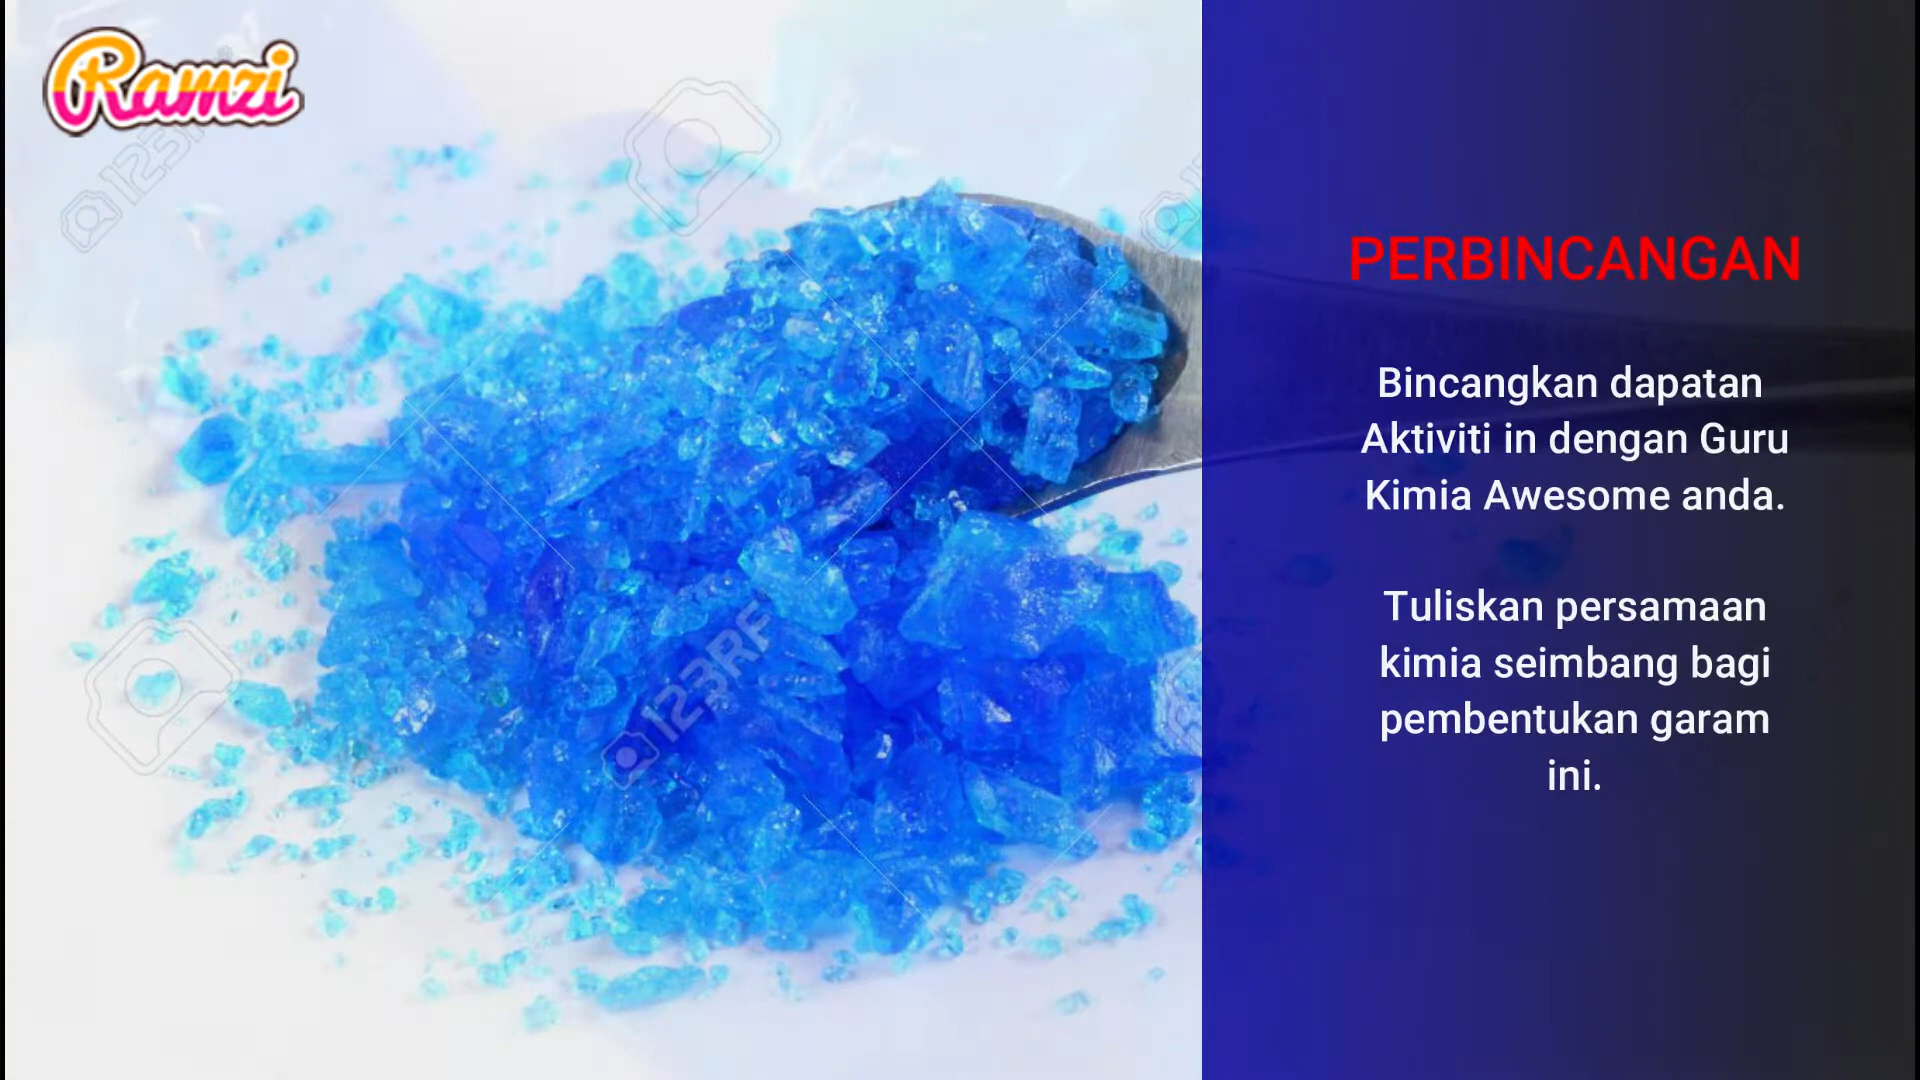 Ramzi
PERBINCANGAN
Bincangkan dapatan
Aktiviti in dengan Guru
Kimia Awesome anda.
Tuliskan persamaan
kimia seimbang bagi
pembentukan garam
ini.
123RF